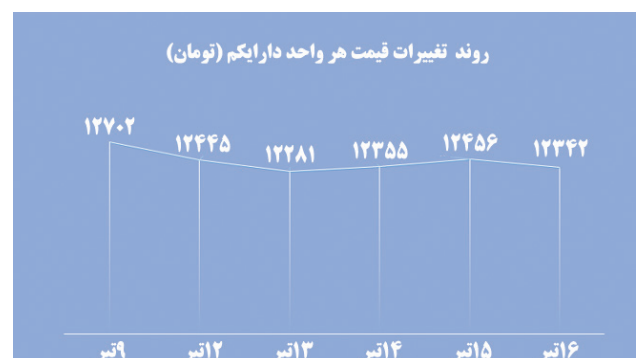 روند تغییرات قیمت هر واحد دارایکم (تومان)
۱۲۷۰۲ ۱۲۴۴۵ ۱۲۲۸۱ ۱۲۳۵۵ ۱۲۴۵۶ ۱۲۳۴۲
۹تیر ۱۲تیر ۱۳تیر ۱۴تیر ۱۵تیر ۱۶تیر